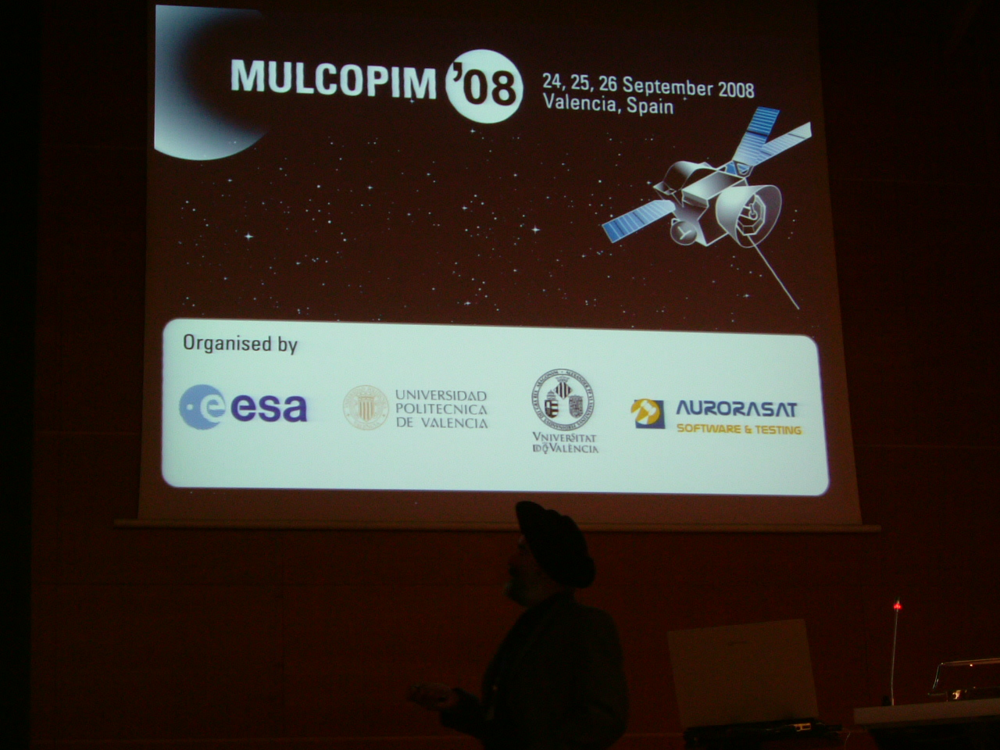 MULCOPIM '08
24, 25, 26 September 2008
Valencia, Spain
Organised by
esa
UNIVERSIDAD
POLITECNICA
DE VALENCIA
VNIVERSITAT
D VALÈNCIA
AURORASAT
SOFTWARE & TESTING